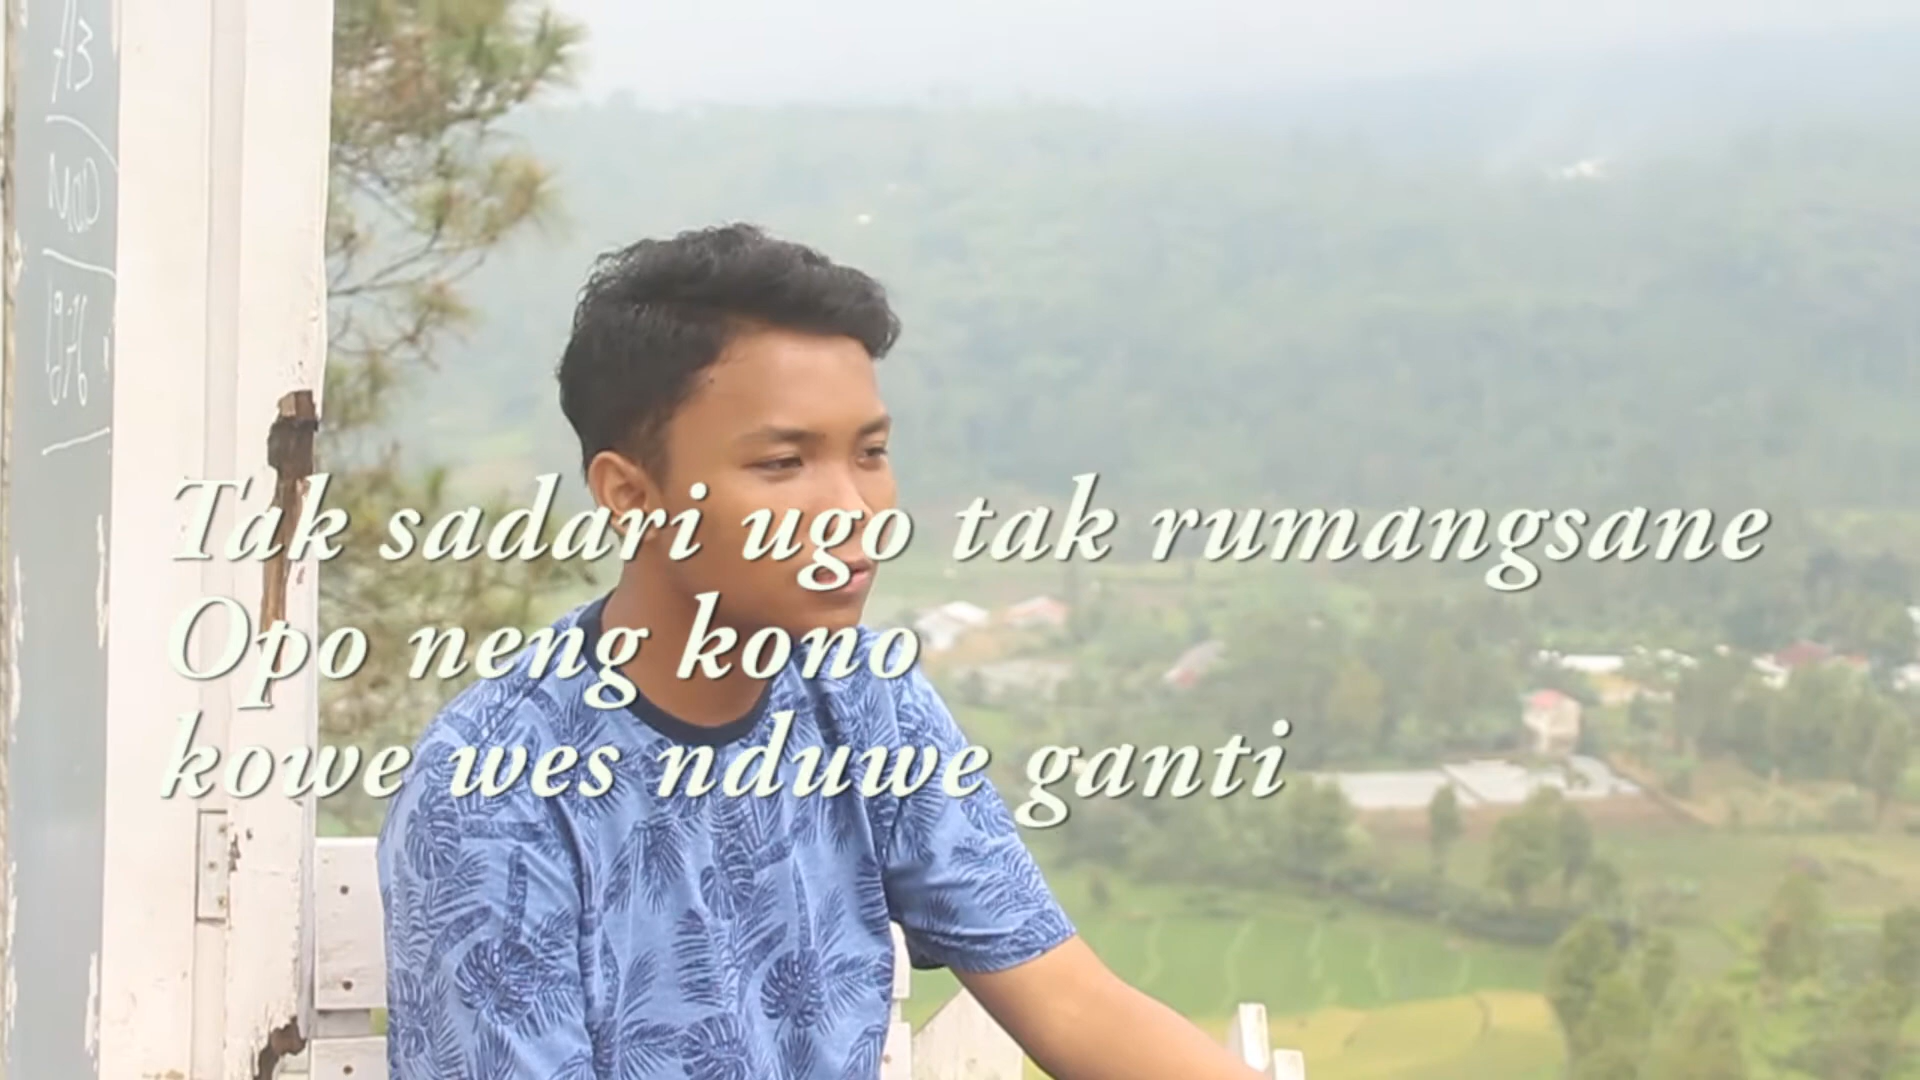 Tak sadari ugo tak rumangsane
Opo neng kono
kowe wes nduwe ganti